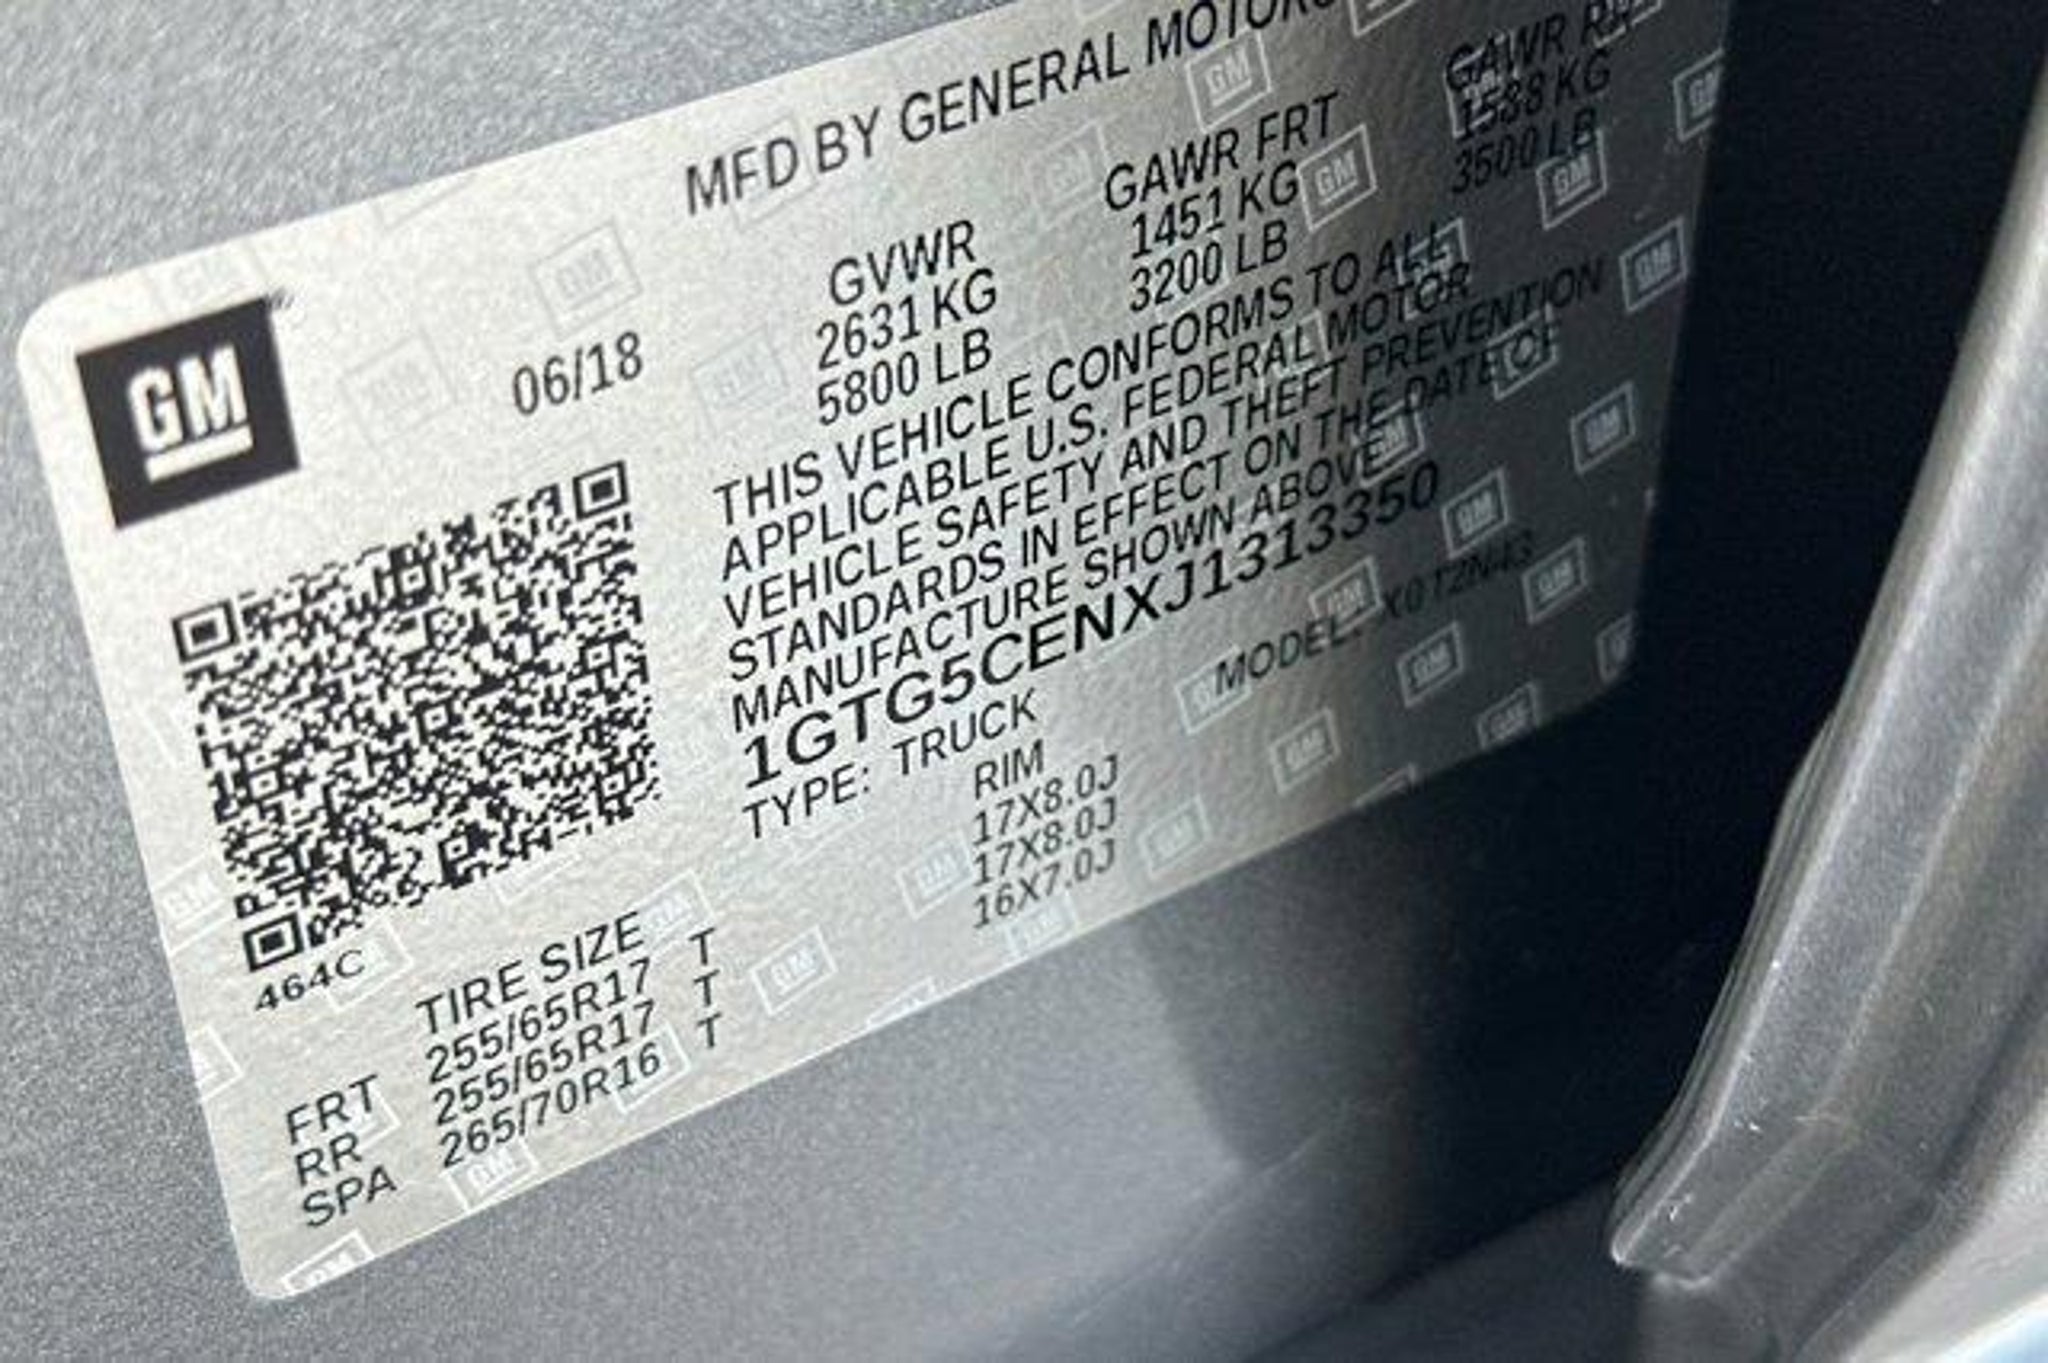 MFD BY GENERAL MOTORS
GM
06/18
GVWR
2631 KG
5800 LB
GAWR FRT
1451 KG
3200 LB
GAWR RR
1588 KG
3500 LB
THIS VEHICLE CONFORMS TO ALL
APPLICABLE U.S. FEDERAL MOTOR
VEHICLE SAFETY AND THEFT PREVENTION
STANDARDS IN EFFECT ON THE DATE OF
MANUFACTURE SHOWN ABOVE
1GTG5CENXJ1313350
TYPE: TRUCK
MODEL:
464C
TIRE SIZE RIM
FRT 255/65R17 T 17X8.0J
RR 255/65R17 T 17X8.0J
SPA 265/70R16 T 16X7.0J